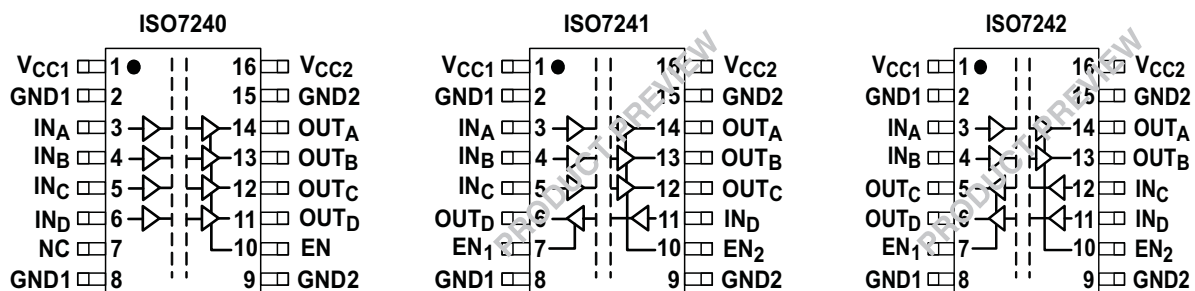 ISO7240
VCC1 1 16 VCC2
GND1 2 15 GND2
INA 3 14 OUTA
INB 4 13 OUTB
INC 5 12 OUTC
IND 6 11 OUTD
NC 7 10 EN
GND1 8 9 GND2
ISO7241
VCC1 1 16 VCC2
GND1 2 15 GND2
INA 3 14 OUTA
INB 4 13 OUTB
INC 5 12 OUTC
OUTD 6 11 IND
EN1 7 10 EN2
GND1 8 9 GND2
PRODUCT PREVIEW
ISO7242
VCC1 1 16 VCC2
GND1 2 15 GND2
INA 3 14 OUTA
INB 4 13 OUTB
OUTC 5 12 INC
OUTD 6 11 IND
EN1 7 10 EN2
GND1 8 9 GND2
PRODUCT PREVIEW